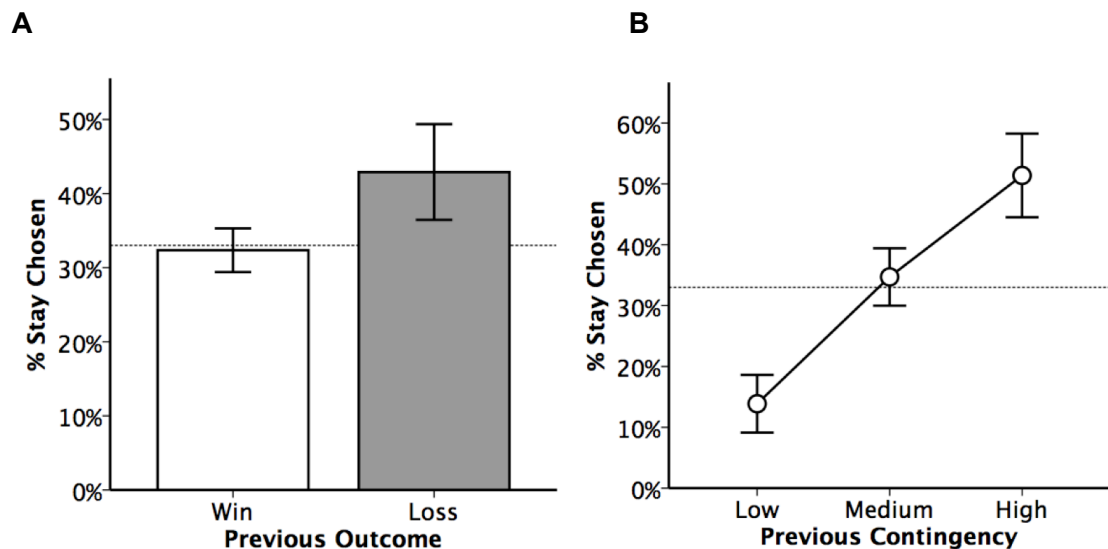 A
% Stay Chosen
50%
40%
30%
20%
10%
0%
Win
Loss
Previous Outcome
B
% Stay Chosen
60%
50%
40%
30%
20%
10%
0%
Low
Medium
High
Previous Contingency